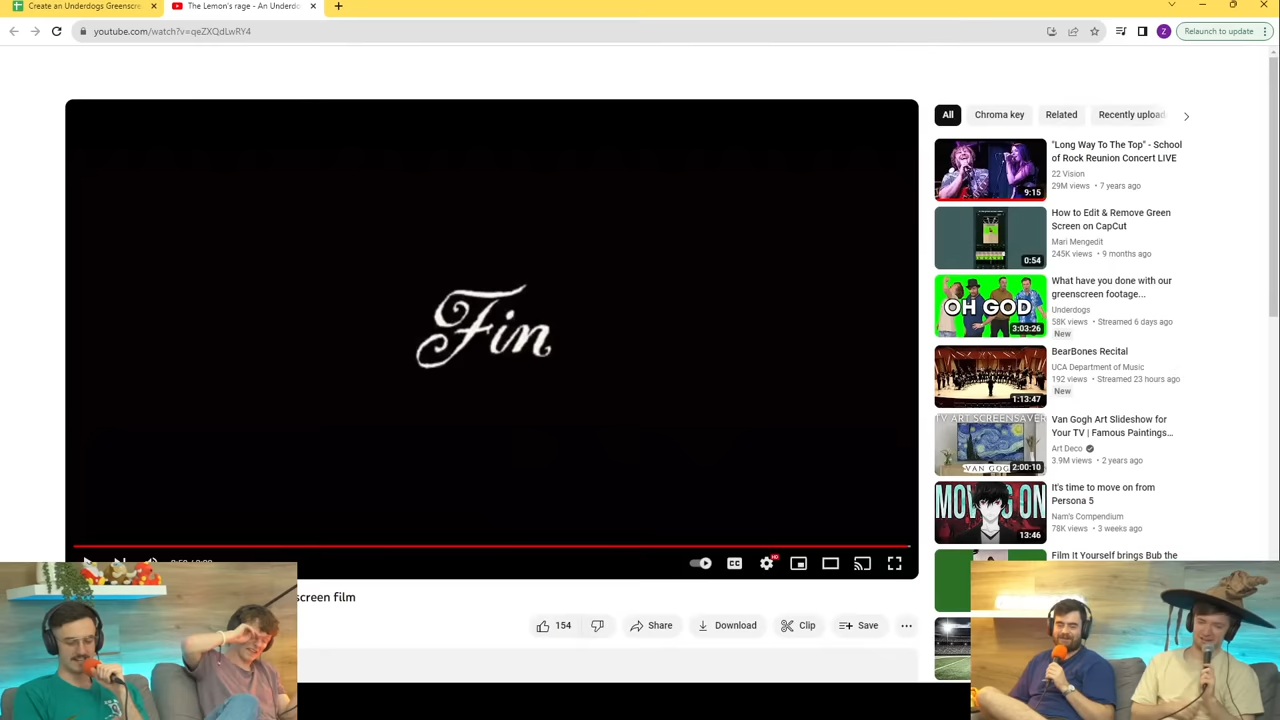 Create an Underdogs Greenscre
The Lemon's rage - An Underdo
youtube.com/watch?v=qeZXQdLwRY4
Z
Relaunch to update
Fin
HD
screen film
154
Share
Download
Clip
Save
All
Chroma key
Related
Recently upload
9:15
"Long Way To The Top" - School
of Rock Reunion Concert LIVE
22 Vision
29M views • 7 years ago
0:54
How to Edit & Remove Green
Screen on CapCut
Mari Mengedit
245K views • 9 months ago
OH GOD
3:03:26
What have you done with our
greenscreen footage...
Underdogs
58K views • Streamed 6 days ago
New
1:13:47
BearBones Recital
UCA Department of Music
192 views • Streamed 23 hours ago
New
TV ART SCREENSAVER
VAN GOG
2:00:10
Van Gogh Art Slideshow for
Your TV | Famous Paintings...
Art Deco
3.9M views • 2 years ago
13:46
It's time to move on from
Persona 5
Nam's Compendium
78K views • 3 weeks ago
Film It Yourself brings Bub the